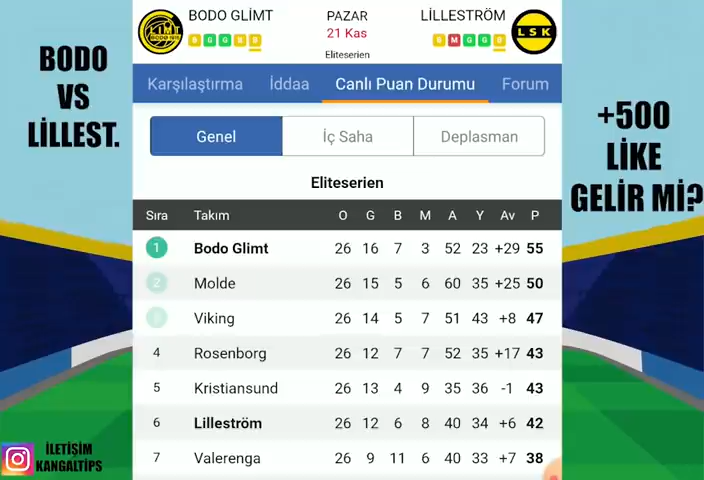 BODO
VS
LİLLEST.
BODO GLİMT
B G G B B
PAZAR
21 Kas
Eliteserien
LİLLESTRÖM
B M G G B
LSK
Karşılaştırma İddaa Canlı Puan Durumu Forum
Genel İç Saha Deplasman
Eliteserien
Sıra Takım O G B M A Y Av P
1 Bodo Glimt 26 16 7 3 52 23 +29 55
2 Molde 26 15 5 6 60 35 +25 50
3 Viking 26 14 5 7 51 43 +8 47
4 Rosenborg 26 12 7 7 52 35 +17 43
5 Kristiansund 26 13 4 9 35 36 -1 43
6 Lilleström 26 12 6 8 40 34 +6 42
7 Valerenga 26 9 11 6 40 33 +7 38
+500
LİKE
GELİR Mİ?
İLETİŞİM
KANGALTİPS